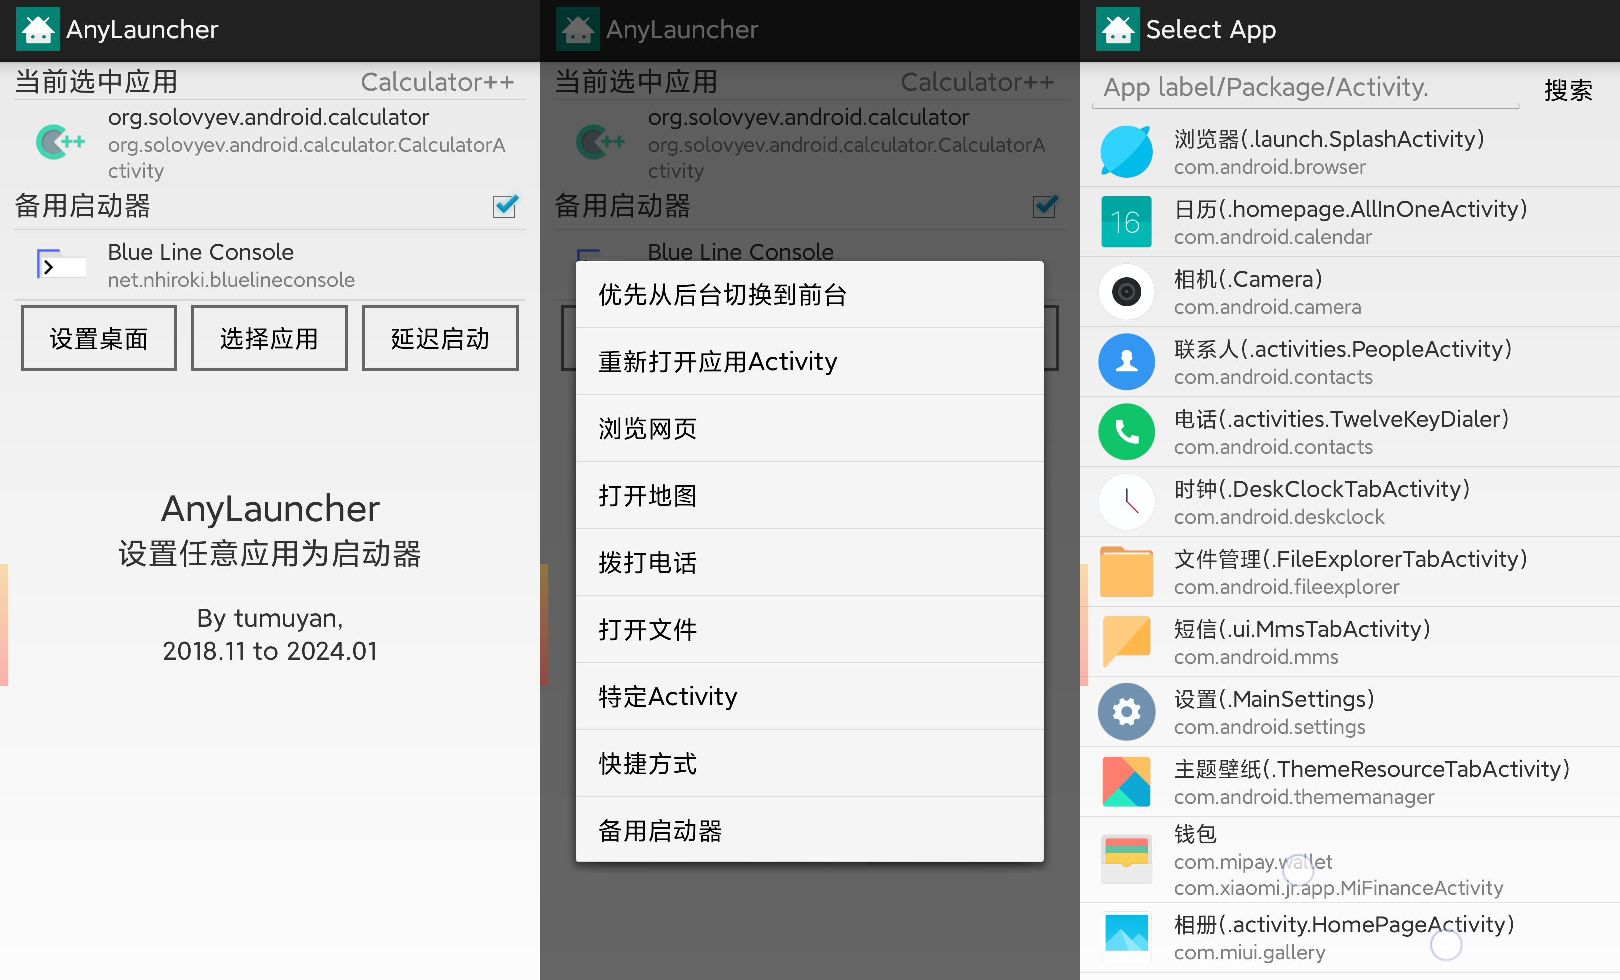 AnyLauncher
当前选中应用 Calculator++
org.solovyev.android.calculator
org.solovyev.android.calculator.CalculatorA
ctivity
备用启动器
Blue Line Console
net.nhiroki.bluelineconsole
设置桌面 选择应用 延迟启动
AnyLauncher
设置任意应用为启动器
By tumuyan,
2018.11 to 2024.01
AnyLauncher
当前选中应用 Calculator++
org.solovyev.android.calculator
org.solovyev.android.calculator.CalculatorA
ctivity
备用启动器
Blue Line Console
优先从后台切换到前台
重新打开应用Activity
浏览网页
打开地图
拨打电话
打开文件
特定Activity
快捷方式
备用启动器
Select App
App label/Package/Activity. 搜索
浏览器(.launch.SplashActivity)
com.android.browser
16
日历(.homepage.AllInOneActivity)
com.android.calendar
相机(.Camera)
com.android.camera
联系人(.activities.PeopleActivity)
com.android.contacts
电话(.activities.TwelveKeyDialer)
com.android.contacts
时钟(.DeskClockTabActivity)
com.android.deskclock
文件管理(.FileExplorerTabActivity)
com.android.fileexplorer
短信(.ui.MmsTabActivity)
com.android.mms
设置(.MainSettings)
com.android.settings
主题壁纸(.ThemeResourceTabActivity)
com.android.thememanager
钱包
com.mipay.wallet
com.xiaomi.jr.app.MiFinanceActivity
相册(.activity.HomePageActivity)
com.miui.gallery